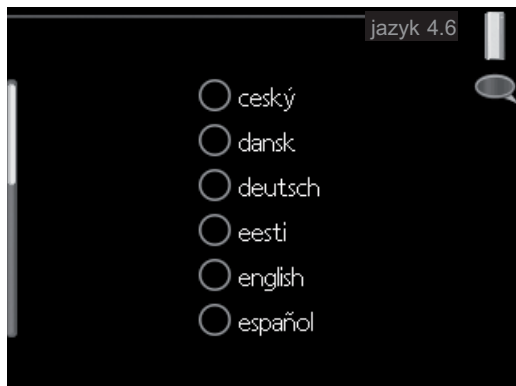 jazyk 4.6
ceský
dansk
deutsch
eesti
english
español